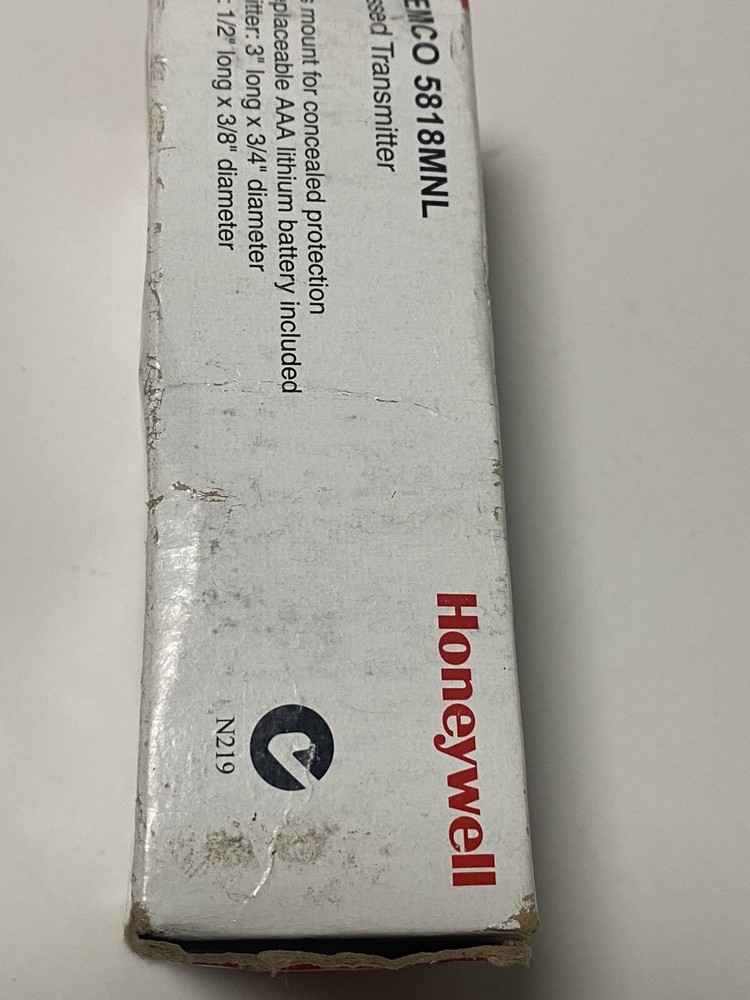 EMCO 5818MNL
ssed Transmitter
s mount for concealed protection
placeable AAA lithium battery included
itter: 3" long x 3/4" diameter
: 1/2" long x 3/8" diameter
Honeywell
N219